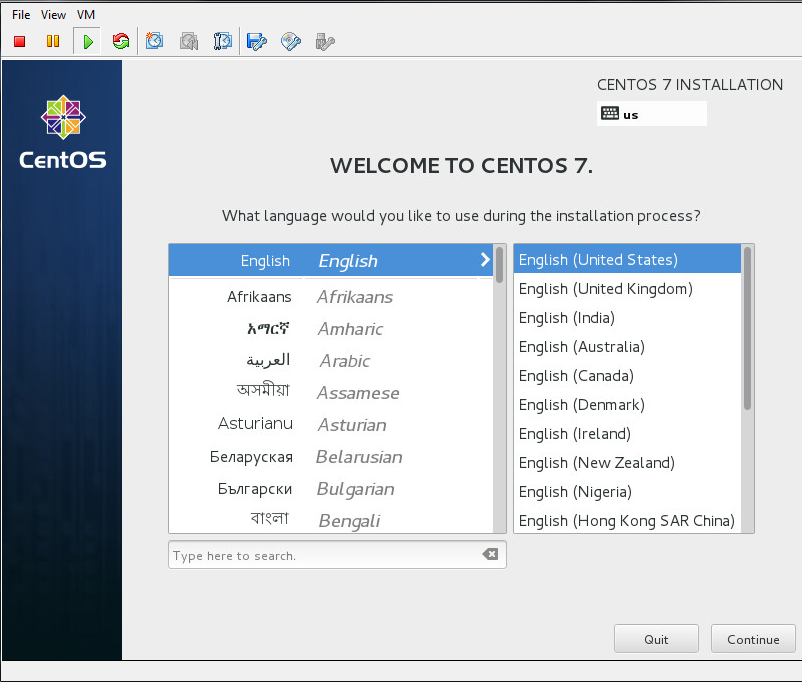 File View VM
CentOS
CENTOS 7 INSTALLATION
us
WELCOME TO CENTOS 7.
What language would you like to use during the installation process?
English English
Afrikaans Afrikaans
አማርኛ Amharic
العربية Arabic
অসমীয়া Assamese
Asturianu Asturian
Беларуская Belarusian
Български Bulgarian
বাংলা Bengali
English (United States)
English (United Kingdom)
English (India)
English (Australia)
English (Canada)
English (Denmark)
English (Ireland)
English (New Zealand)
English (Nigeria)
English (Hong Kong SAR China)
Type here to search.
Quit Continue